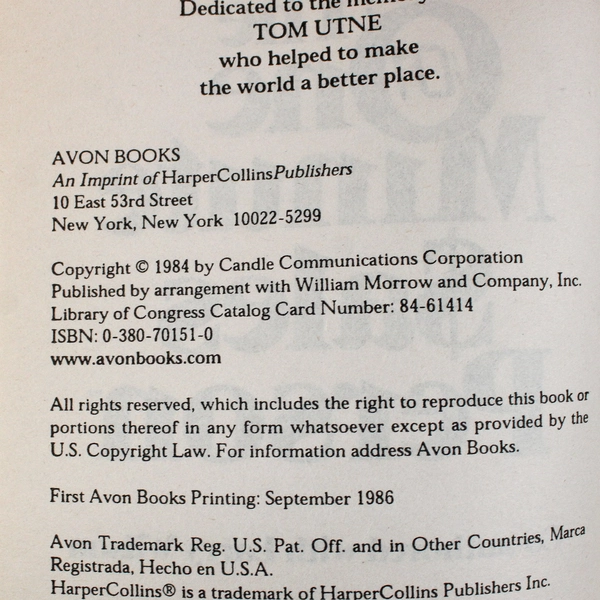 Dedicated to the memory
TOM UTNE
who helped to make
the world a better place.
AVON BOOKS
An Imprint of HarperCollinsPublishers
10 East 53rd Street
New York, New York 10022-5299
Copyright © 1984 by Candle Communications Corporation
Published by arrangement with William Morrow and Company, Inc.
Library of Congress Catalog Card Number: 84-61414
ISBN: 0-380-70151-0
www.avonbooks.com
All rights reserved, which includes the right to reproduce this book or
portions thereof in any form whatsoever except as provided by the
U.S. Copyright Law. For information address Avon Books.
First Avon Books Printing: September 1986
Avon Trademark Reg. U.S. Pat. Off. and in Other Countries, Marca
Registrada, Hecho en U.S.A.
HarperCollins® is a trademark of HarperCollins Publishers Inc.